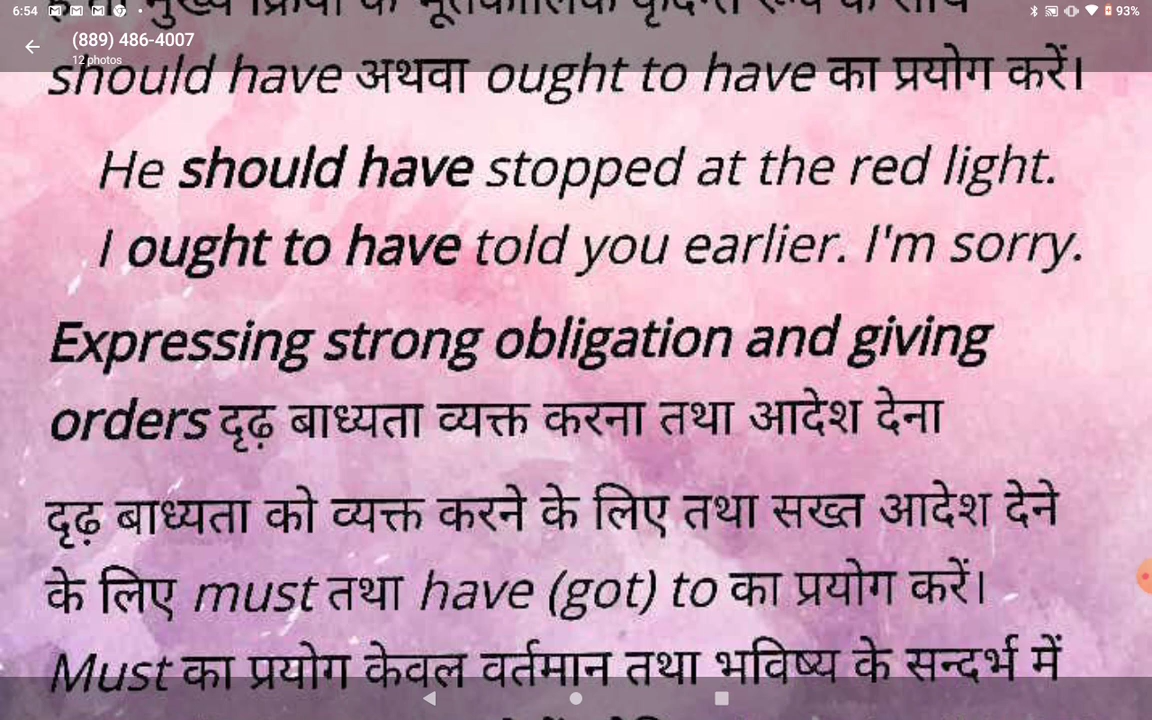 6:54
93%
(889) 486-4007
12 photos
मुख्य क्रिया के भूतकालिक कृदन्त रूप के साथ
should have अथवा ought to have का प्रयोग करें।
He should have stopped at the red light.
I ought to have told you earlier. I'm sorry.
Expressing strong obligation and giving
orders दृढ़ बाध्यता व्यक्त करना तथा आदेश देना
दृढ़ बाध्यता को व्यक्त करने के लिए तथा सख्त आदेश देने
के लिए must तथा have (got) to का प्रयोग करें।
Must का प्रयोग केवल वर्तमान तथा भविष्य के सन्दर्भ में